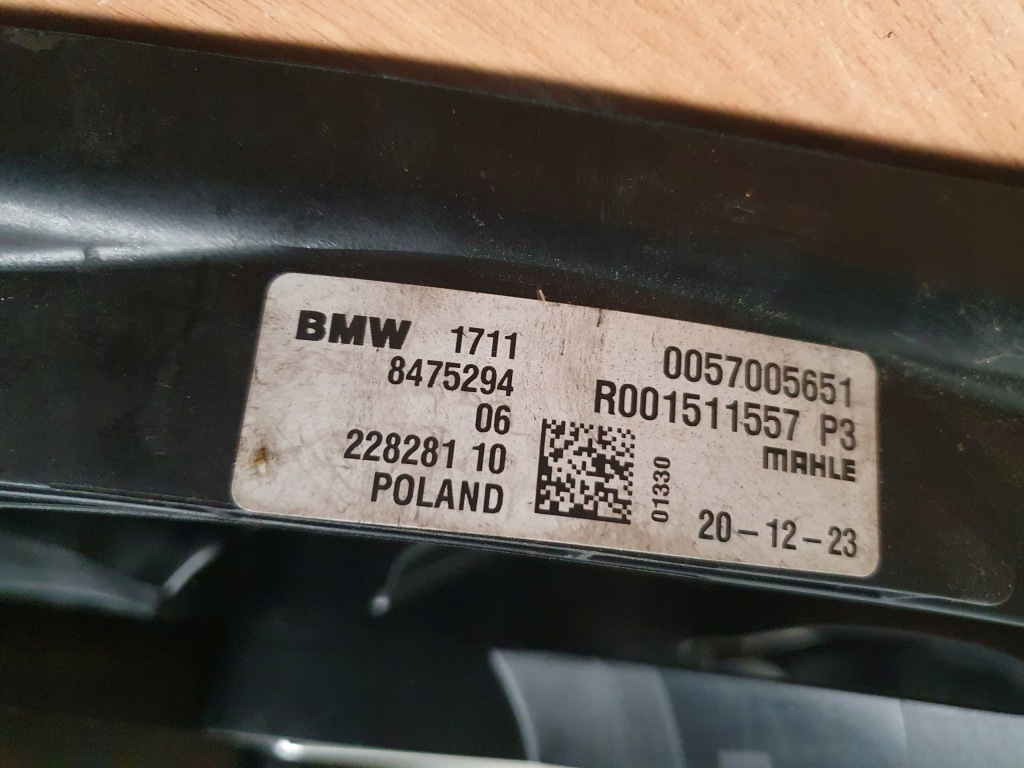 BMW 1711
8475294
06
228281 10
POLAND
01330
0057005651
R001511557 P3
MAHLE
20-12-23